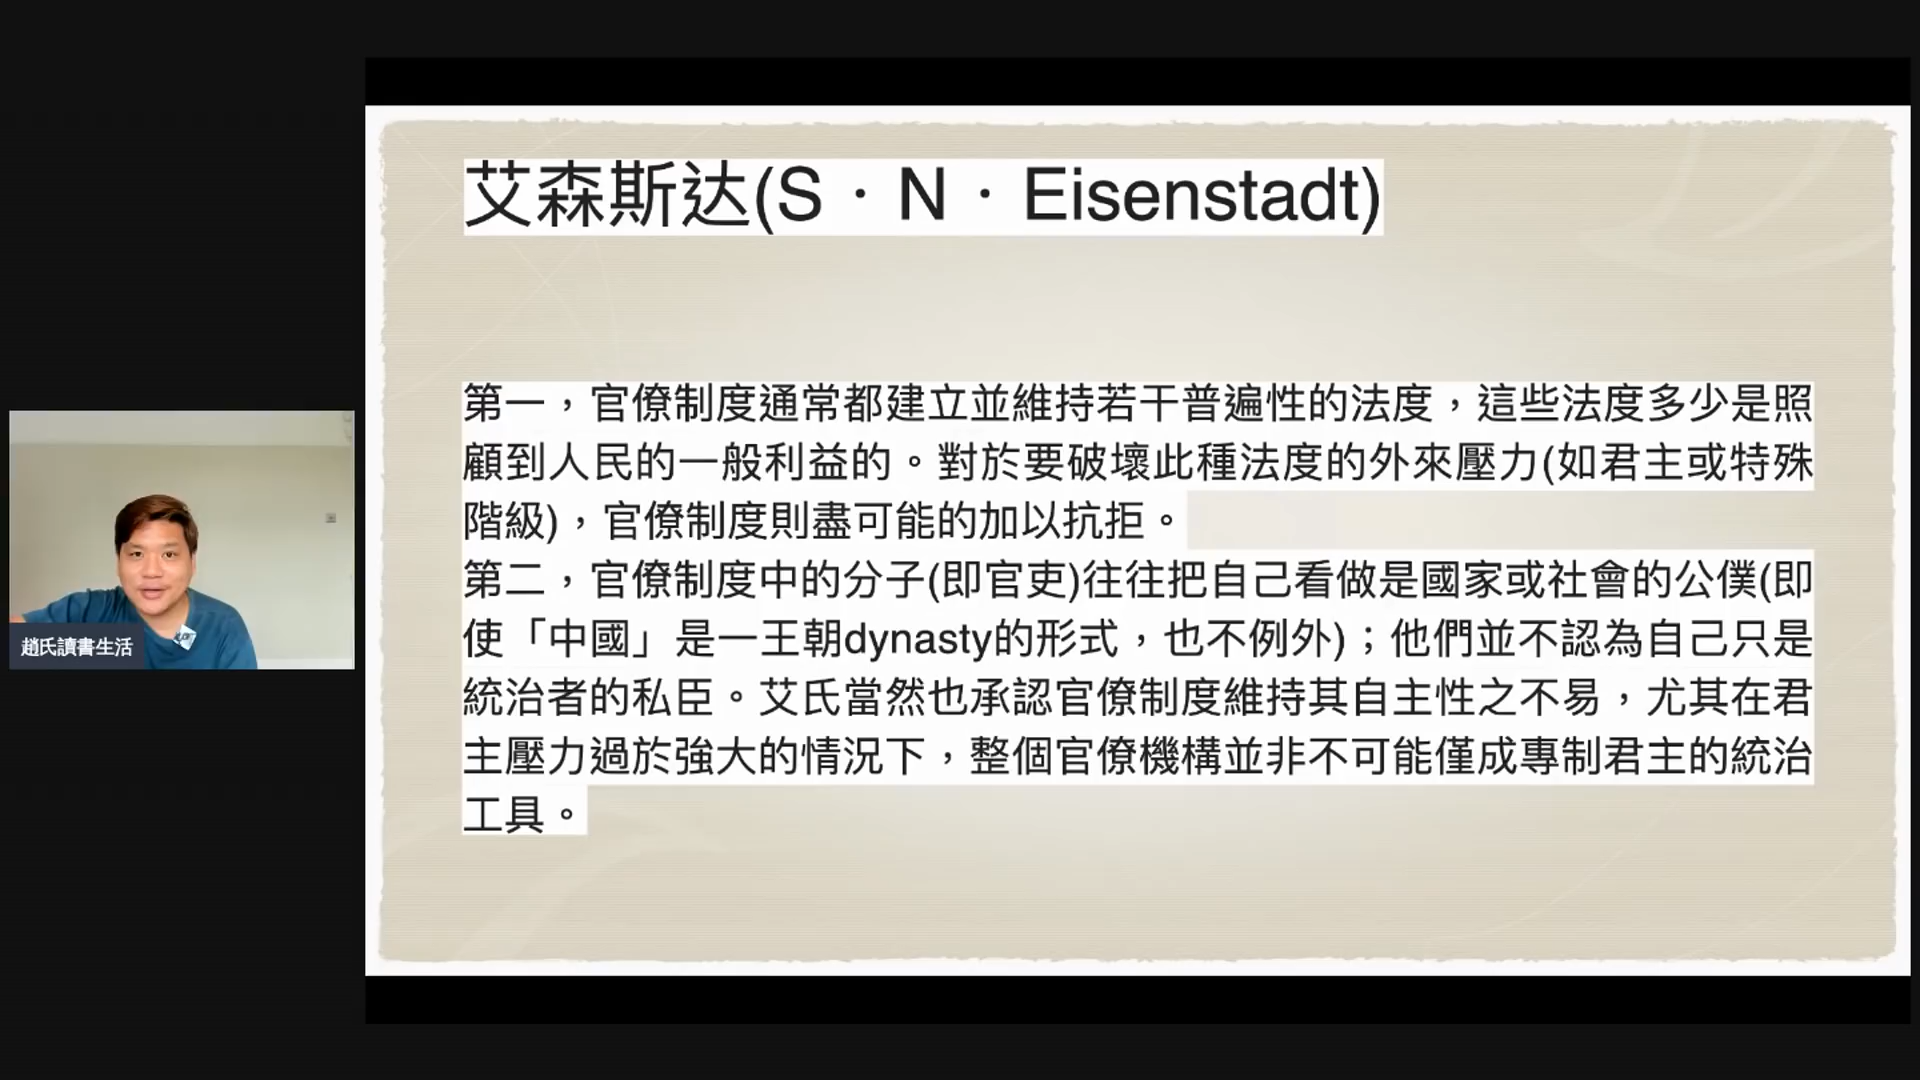 艾森斯达(S · N · Eisenstadt)
第一，官僚制度通常都建立並維持若干普遍性的法度，這些法度多少是照
顧到人民的一般利益的。對於要破壞此種法度的外來壓力(如君主或特殊
階級)，官僚制度則盡可能的加以抗拒。
第二，官僚制度中的分子(即官吏)往往把自己看做是國家或社會的公僕(即
使「中國」是一王朝dynasty的形式，也不例外)；他們並不認為自己只是
統治者的私臣。艾氏當然也承認官僚制度維持其自主性之不易，尤其在君
主壓力過於強大的情況下，整個官僚機構並非不可能僅成專制君主的統治
工具。
趙氏讀書生活